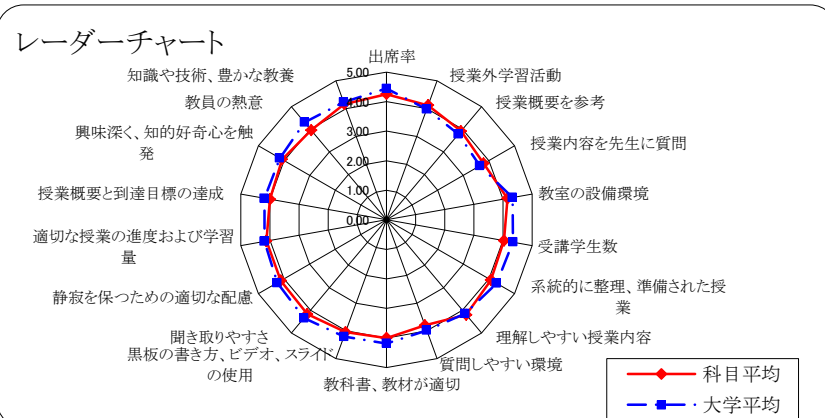 レーダーチャート
出席率
授業外学習活動
授業概要を参考
授業内容を先生に質問
教室の設備環境
受講学生数
系統的に整理、準備された授
業
理解しやすい授業内容
質問しやすい環境
教科書、教材が適切
黒板の書き方、ビデオ、スライド
の使用
聞き取りやすさ
静寂を保つための適切な配慮
適切な授業の進度および学習
量
授業概要と到達目標の達成
興味深く、知的好奇心を触
発
教員の熱意
知識や技術、豊かな教養
5.00
4.00
3.00
2.00
1.00
0.00
科目平均
大学平均